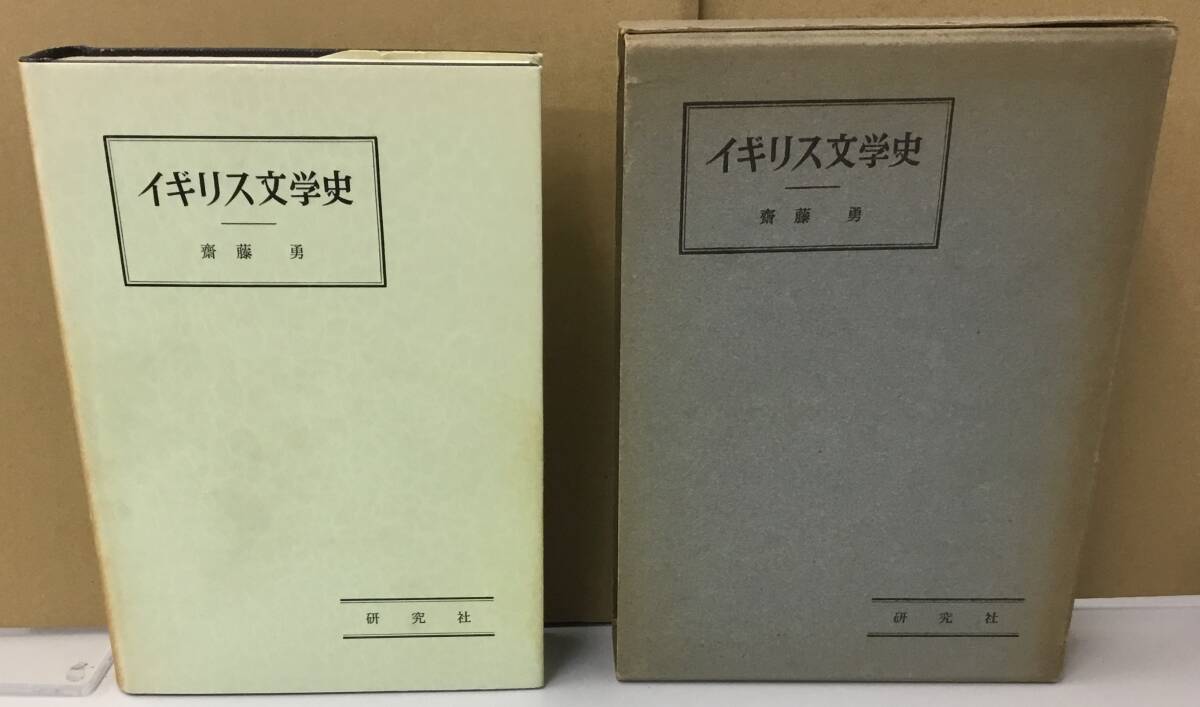 イギリス文学史
齋藤 勇
研究社
イギリス文学史
齋藤 勇
研究社